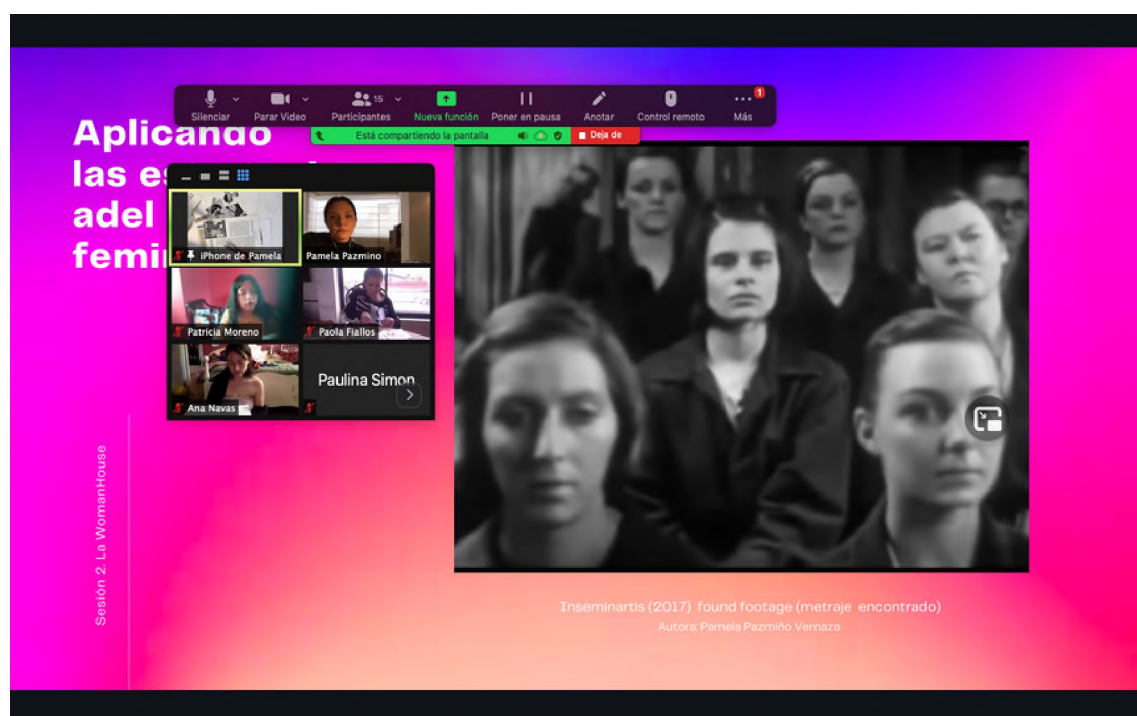 Silenciar
Parar Video
15
Participantes
Nueva función
Poner en pausa
Anotar
Control remoto
1
Más
Está compartiendo la pantalla
Deja de
Aplicando
las
adel
iPhone de Pamela
Pamela Pazmino
Patricia Moreno
Paola Fiallos
Ana Navas
Paulina Simon
Sesión 2. La WomanHouse
Inseminartis (2017) found footage (metraje encontrado)
Autora: Pamela Pazmiño Vernaza